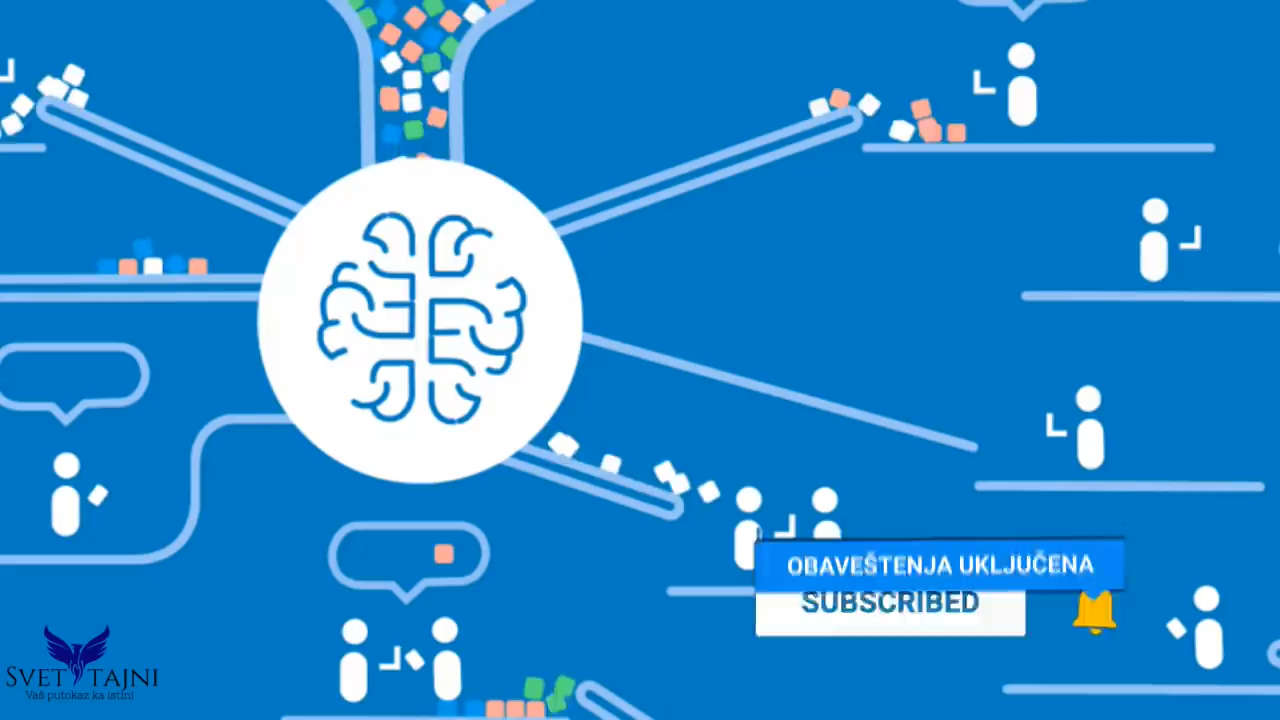 OBAVEŠTENJA UKLJUČENA
SUBSCRIBED
SVET TAJNI
Vaš putokaz ka istini